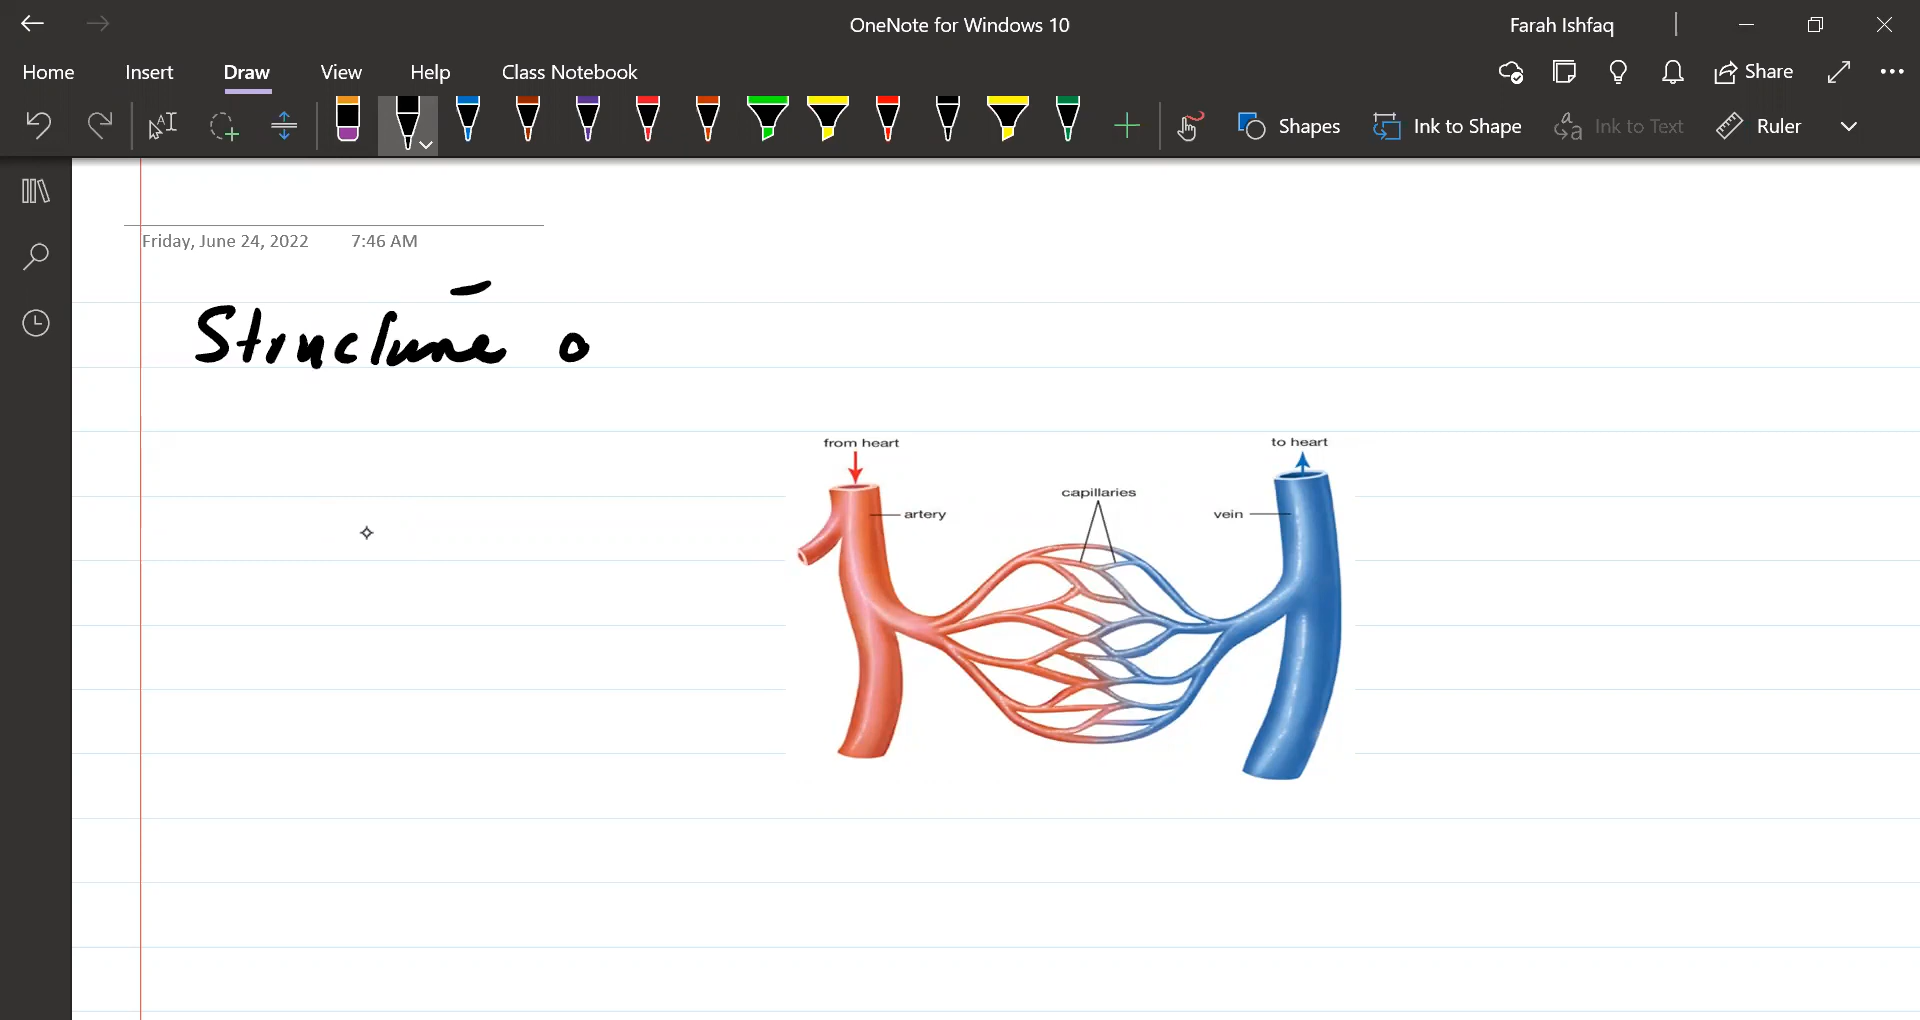 OneNote for Windows 10
Farah Ishfaq
Home Insert Draw View Help Class Notebook
Share
Shapes Ink to Shape Ink to Text Ruler
Friday, June 24, 2022 7:46 AM
Structure o
from heart
to heart
capillaries
artery
vein